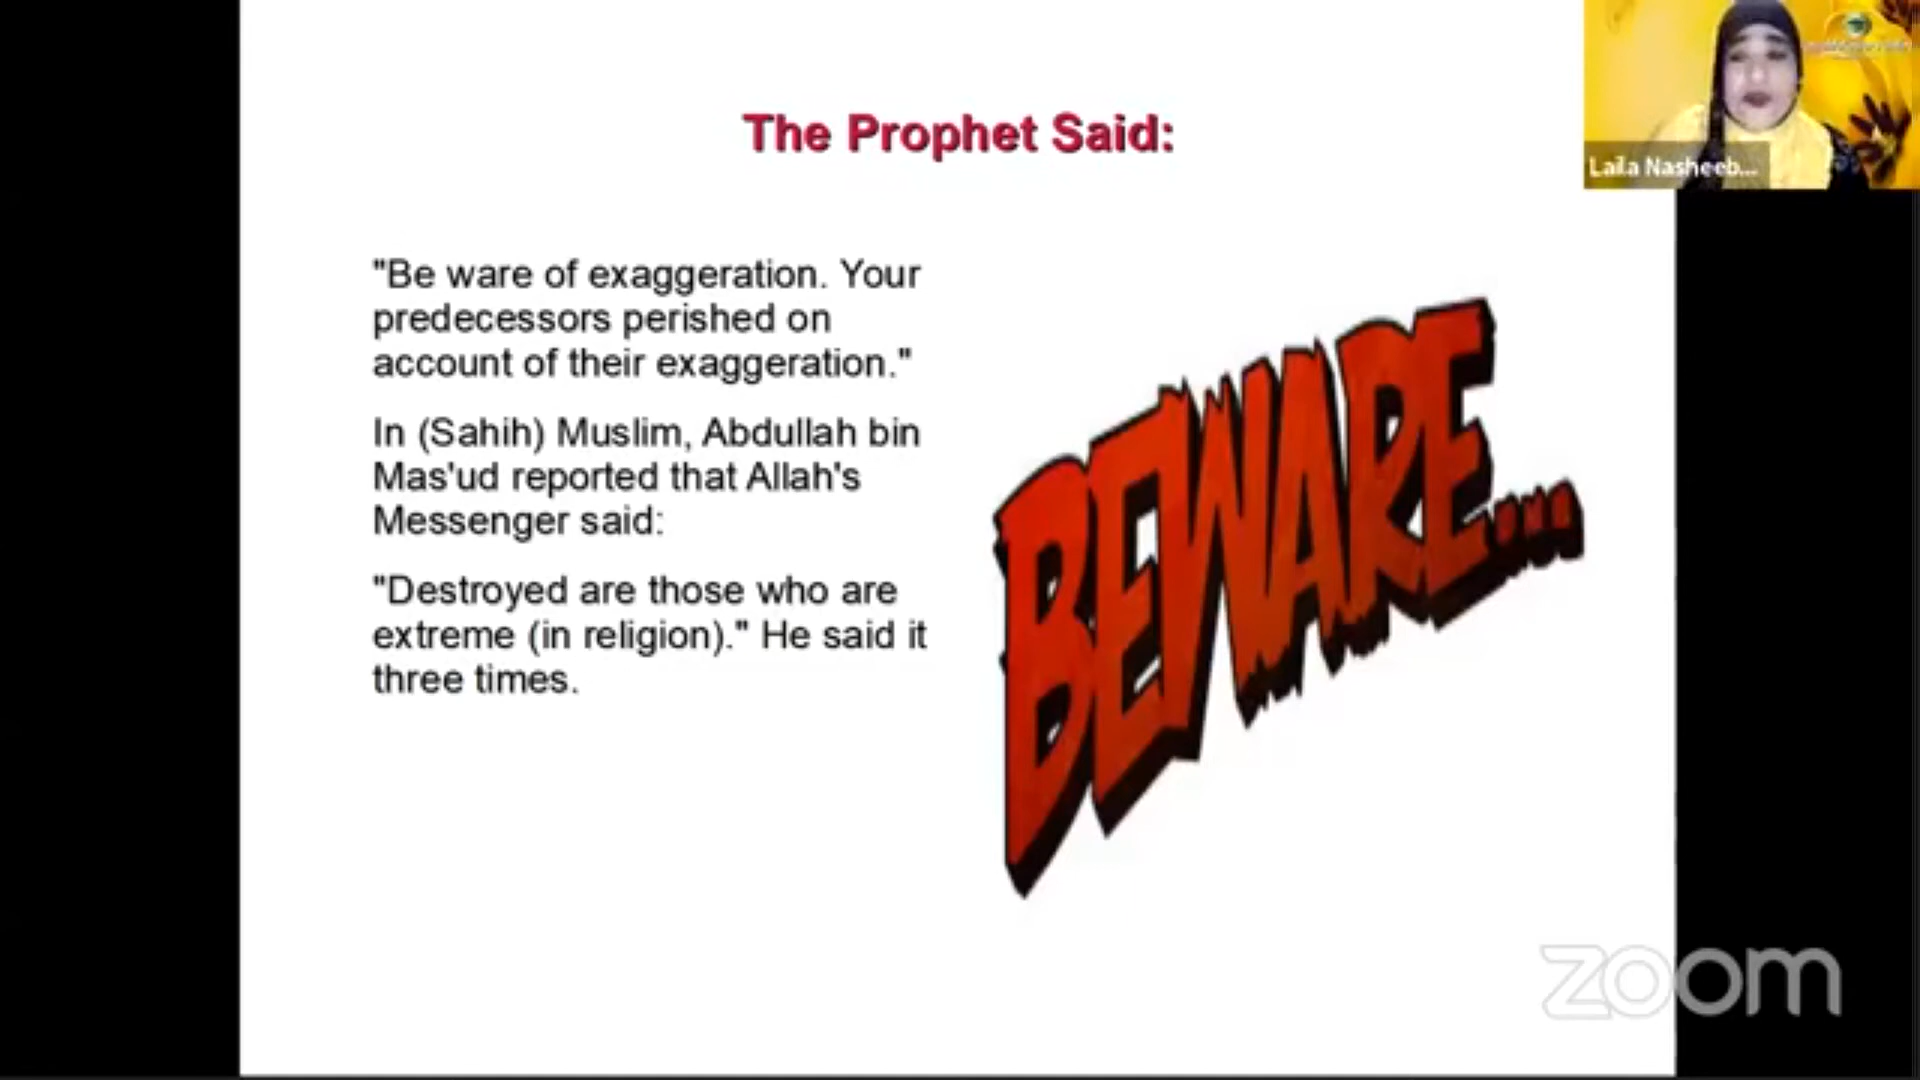 The Prophet Said:
Laila Nasheeb...
"Be ware of exaggeration. Your
predecessors perished on
account of their exaggeration."
In (Sahih) Muslim, Abdullah bin
Mas'ud reported that Allah's
Messenger said:
"Destroyed are those who are
extreme (in religion)." He said it
three times.
BEWARE...
zoom